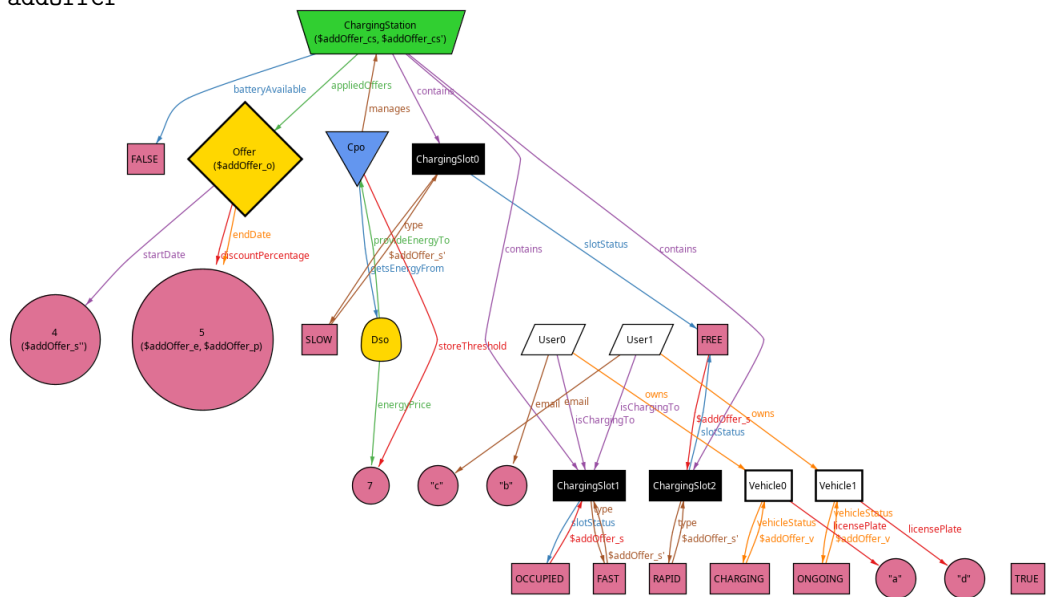 addOffer
ChargingStation
($addOffer_cs, $addOffer_cs')
batteryAvailable
appliedOffers
contains
manages
FALSE
Offer
($addOffer_o)
Cpo
ChargingSlot0
type
endDate
provideEnergyTo
slotStatus
startDate
discountPercentage
$addOffer_s'
contains
contains
getsEnergyFrom
4
($addOffer_s'')
5
($addOffer_e, $addOffer_p)
SLOW
Dso
User0
User1
FREE
storeThreshold
owns
energyPrice
email
email
isChargingTo
isChargingTo
$addOffer_s
slotStatus
owns
7
"c"
"b"
ChargingSlot1
ChargingSlot2
Vehicle0
Vehicle1
type
slotStatus
$addOffer_s
$addOffer_s'
type
$addOffer_s'
vehicleStatus
$addOffer_v
licensePlate
vehicleStatus
$addOffer_v
licensePlate
OCCUPIED
FAST
RAPID
CHARGING
ONGOING
"a"
"d"
TRUE